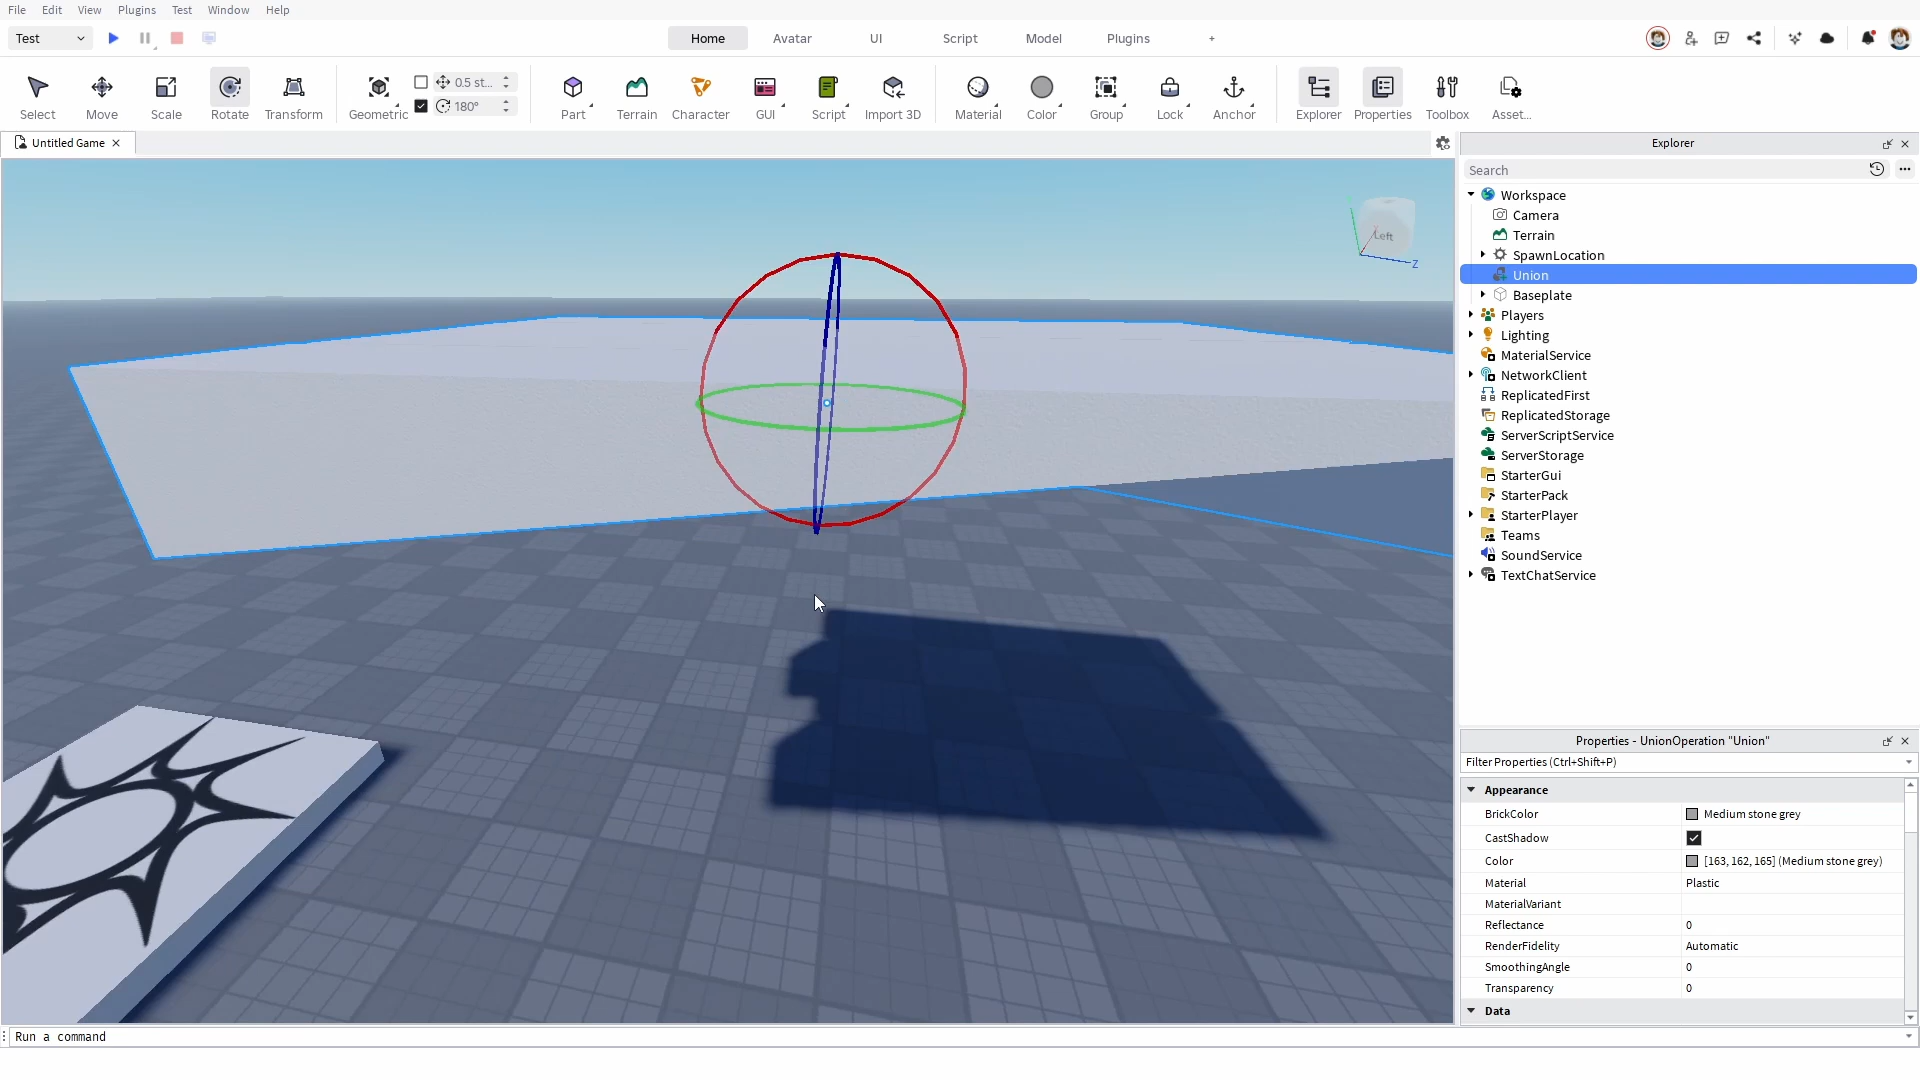 File Edit View Plugins Test Window Help
Test Home Avatar UI Script Model Plugins +
0.5 st...
180°
Select Move Scale Rotate Transform Geometric Part Terrain Character GUI Script Import 3D Material Color Group Lock Anchor Explorer Properties Toolbox Asset...
Untitled Game
Explorer
Search
Workspace
Camera
Terrain
SpawnLocation
Union
Baseplate
Players
Lighting
MaterialService
NetworkClient
ReplicatedFirst
ReplicatedStorage
ServerScriptService
ServerStorage
StarterGui
StarterPack
StarterPlayer
Teams
SoundService
TextChatService
Left
Z
Properties - UnionOperation "Union"
Filter Properties (Ctrl+Shift+P)
Appearance
BrickColor Medium stone grey
CastShadow
Color [163, 162, 165] (Medium stone grey)
Material Plastic
MaterialVariant
Reflectance 0
RenderFidelity Automatic
SmoothingAngle 0
Transparency 0
Data
Run a command